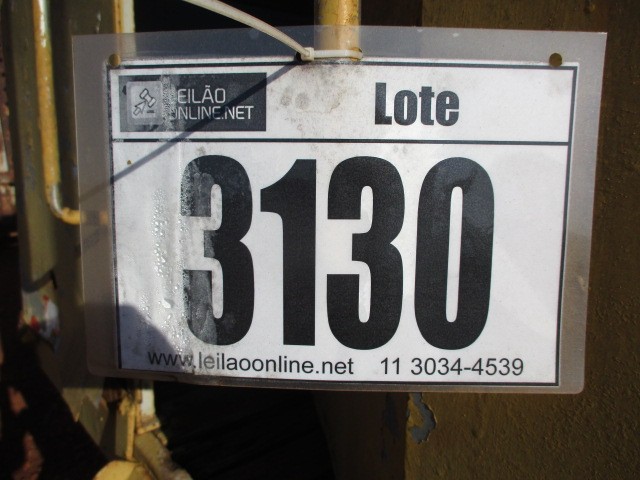 LEILÃO
ONLINE.NET
Lote
3130
www.leilaoonline.net 11 3034-4539